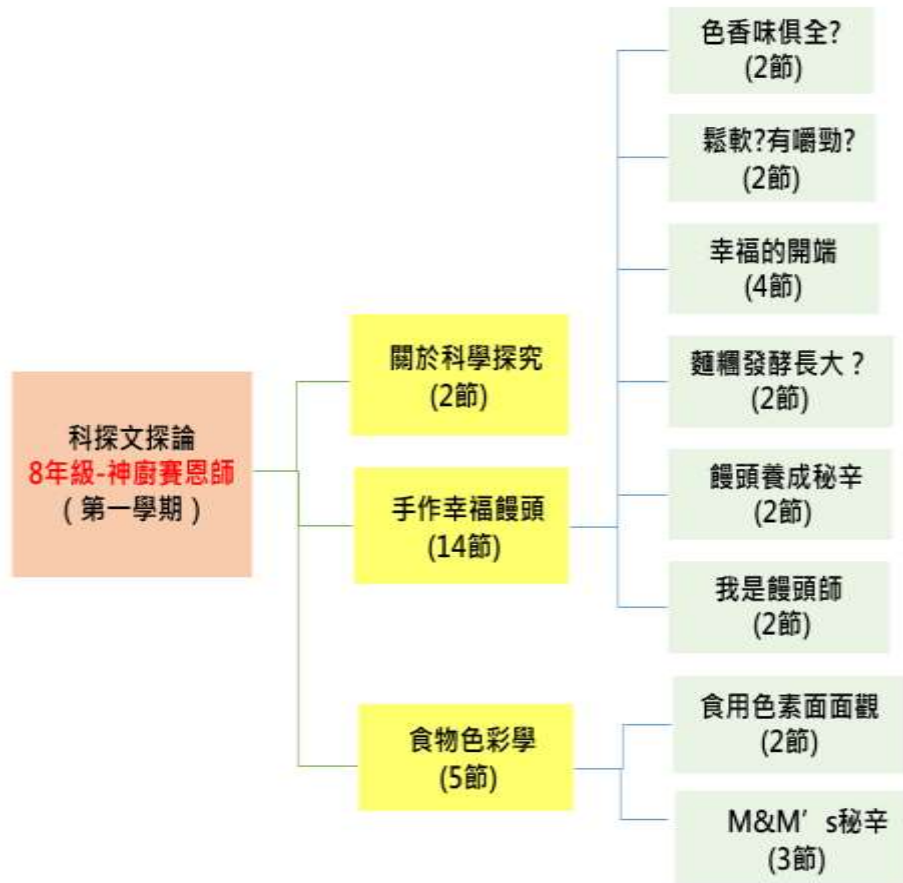 科探文探論
8年級-神廚賽恩師
(第一學期)
關於科學探究
(2節)
手作幸福饅頭
(14節)
色香味俱全?
(2節)
鬆軟?有嚼勁?
(2節)
幸福的開端
(4節)
麵糰發酵長大？
(2節)
饅頭養成秘辛
(2節)
我是饅頭師
(2節)
食物色彩學
(5節)
食用色素面面觀
(2節)
M&M’s秘辛
(3節)